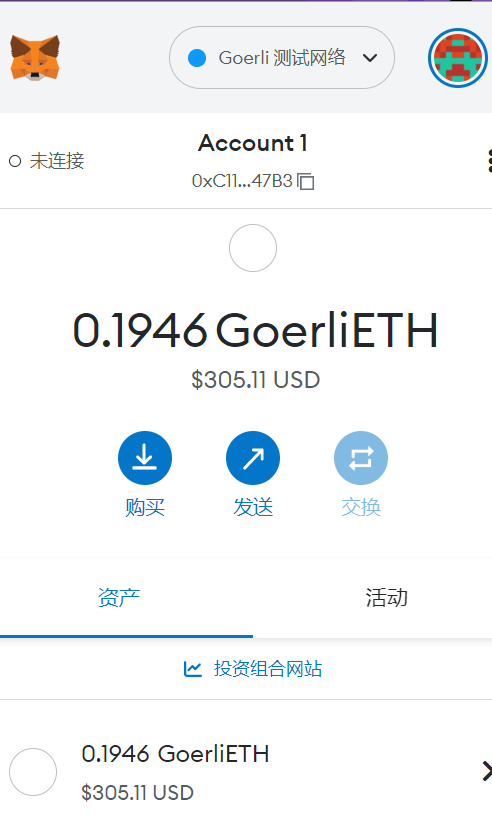 Goerli 测试网络
未连接
Account 1
0xC11...47B3
0.1946 GoerliETH
$305.11 USD
购买
发送
交换
资产
活动
投资组合网站
0.1946 GoerliETH
$305.11 USD